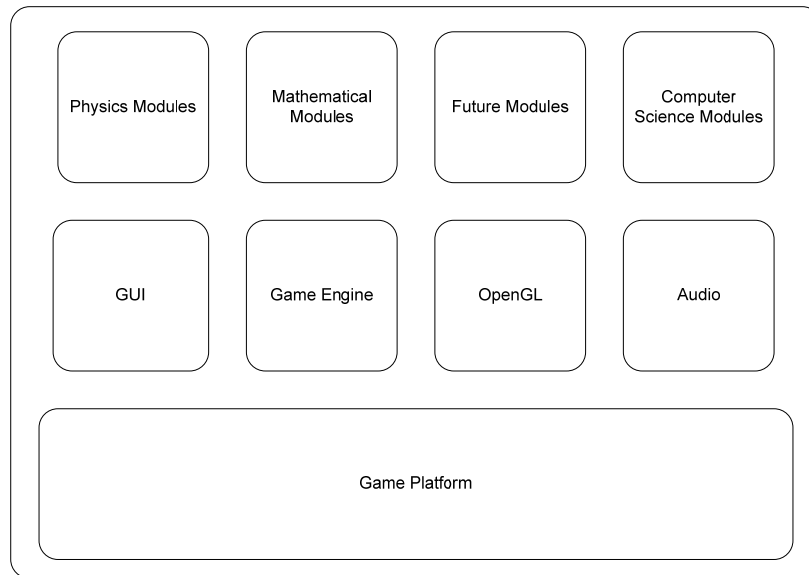 Physics Modules
Mathematical
Modules
Future Modules
Computer
Science Modules
GUI
Game Engine
OpenGL
Audio
Game Platform